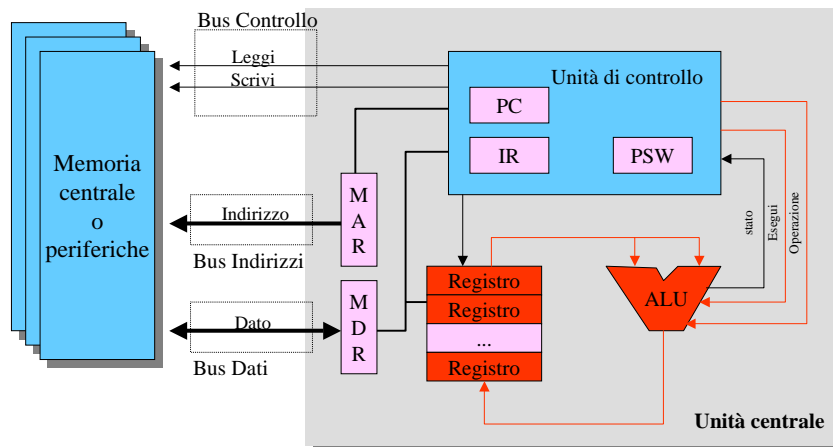 Bus Controllo
Leggi
Scrivi
Unità di controllo
PC
IR
PSW
Memoria
centrale
o
periferiche
M
A
R
Indirizzo
Bus Indirizzi
stato
Esegui
Operazione
Registro
Registro
...
Registro
ALU
M
D
R
Dato
Bus Dati
Unità centrale